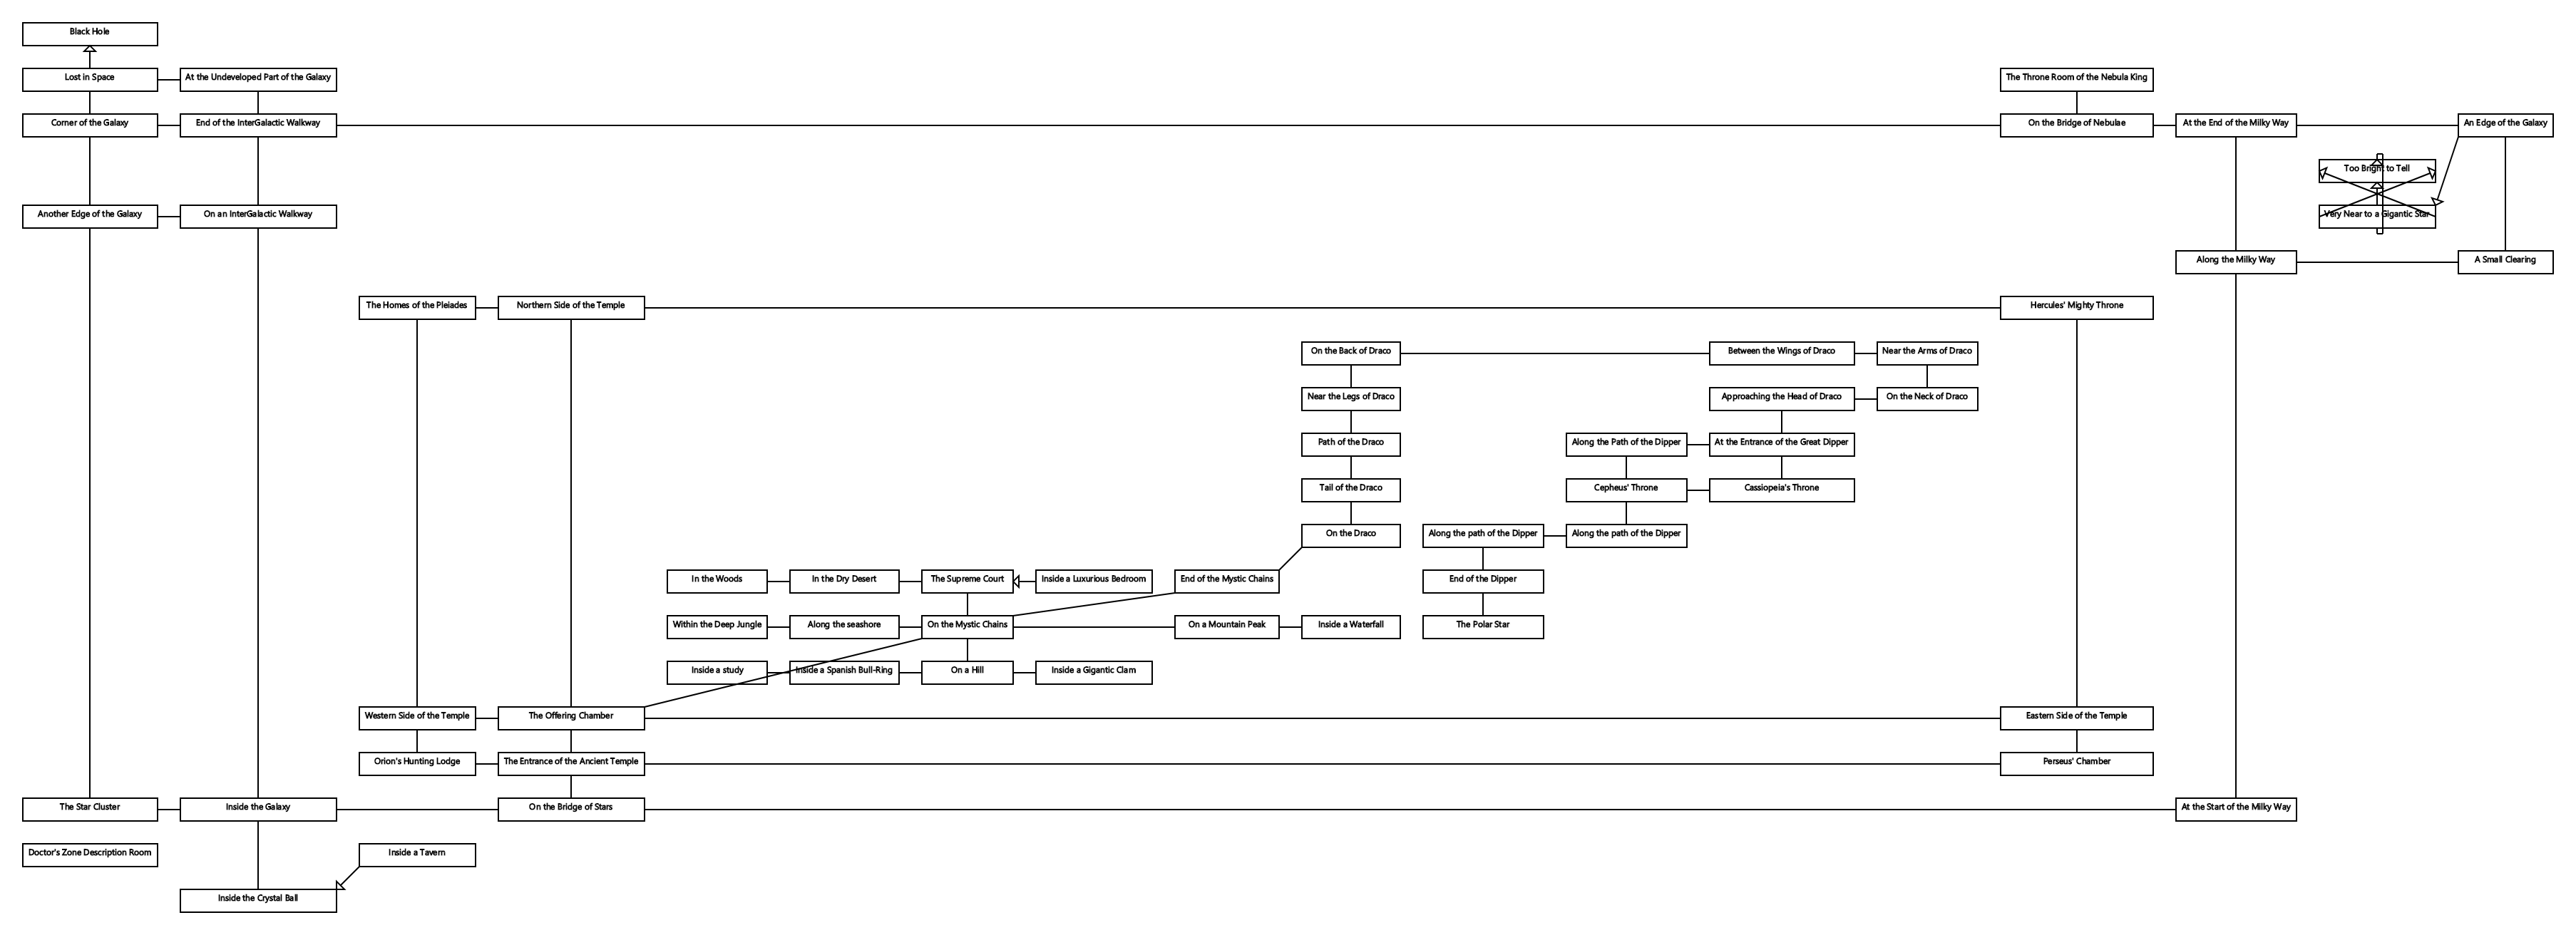 Black Hole
Lost in Space
At the Undeveloped Part of the Galaxy
The Throne Room of the Nebula King
Corner of the Galaxy
End of the InterGalactic Walkway
On the Bridge of Nebulae
At the End of the Milky Way
An Edge of the Galaxy
Too Bright to Tell
Another Edge of the Galaxy
On an InterGalactic Walkway
Very Near to a Gigantic Star
Along the Milky Way
A Small Clearing
The Homes of the Pleiades
Northern Side of the Temple
Hercules' Mighty Throne
On the Back of Draco
Between the Wings of Draco
Near the Arms of Draco
Near the Legs of Draco
Approaching the Head of Draco
On the Neck of Draco
Path of the Draco
Along the Path of the Dipper
At the Entrance of the Great Dipper
Tail of the Draco
Cepheus' Throne
Cassiopeia's Throne
On the Draco
Along the path of the Dipper
Along the path of the Dipper
In the Woods
In the Dry Desert
The Supreme Court
Inside a Luxurious Bedroom
End of the Mystic Chains
End of the Dipper
Within the Deep Jungle
Along the seashore
On the Mystic Chains
On a Mountain Peak
Inside a Waterfall
The Polar Star
Inside a study
Inside a Spanish Bull-Ring
On a Hill
Inside a Gigantic Clam
Western Side of the Temple
The Offering Chamber
Eastern Side of the Temple
Orion's Hunting Lodge
The Entrance of the Ancient Temple
Perseus' Chamber
The Star Cluster
Inside the Galaxy
On the Bridge of Stars
At the Start of the Milky Way
Doctor's Zone Description Room
Inside a Tavern
Inside the Crystal Ball